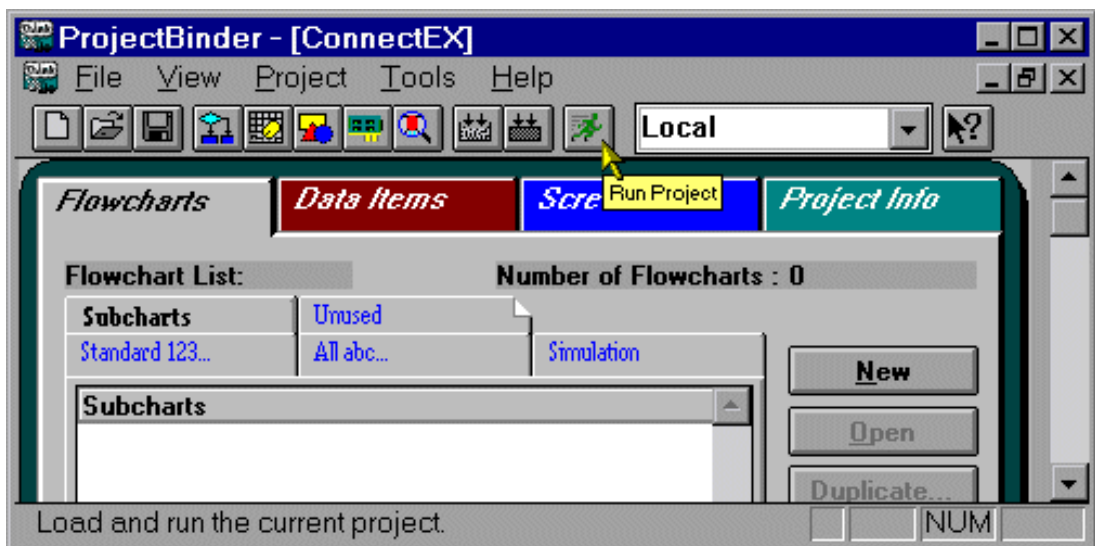 ProjectBinder - [ConnectEX]
File View Project Tools Help
Local
Flowcharts Data Items Scre Project Info
Run Project
Flowchart List: Number of Flowcharts : 0
Subcharts Unused
Standard 123... All abc... Simulation
New
Subcharts
Open
Duplicate...
Load and run the current project. NUM